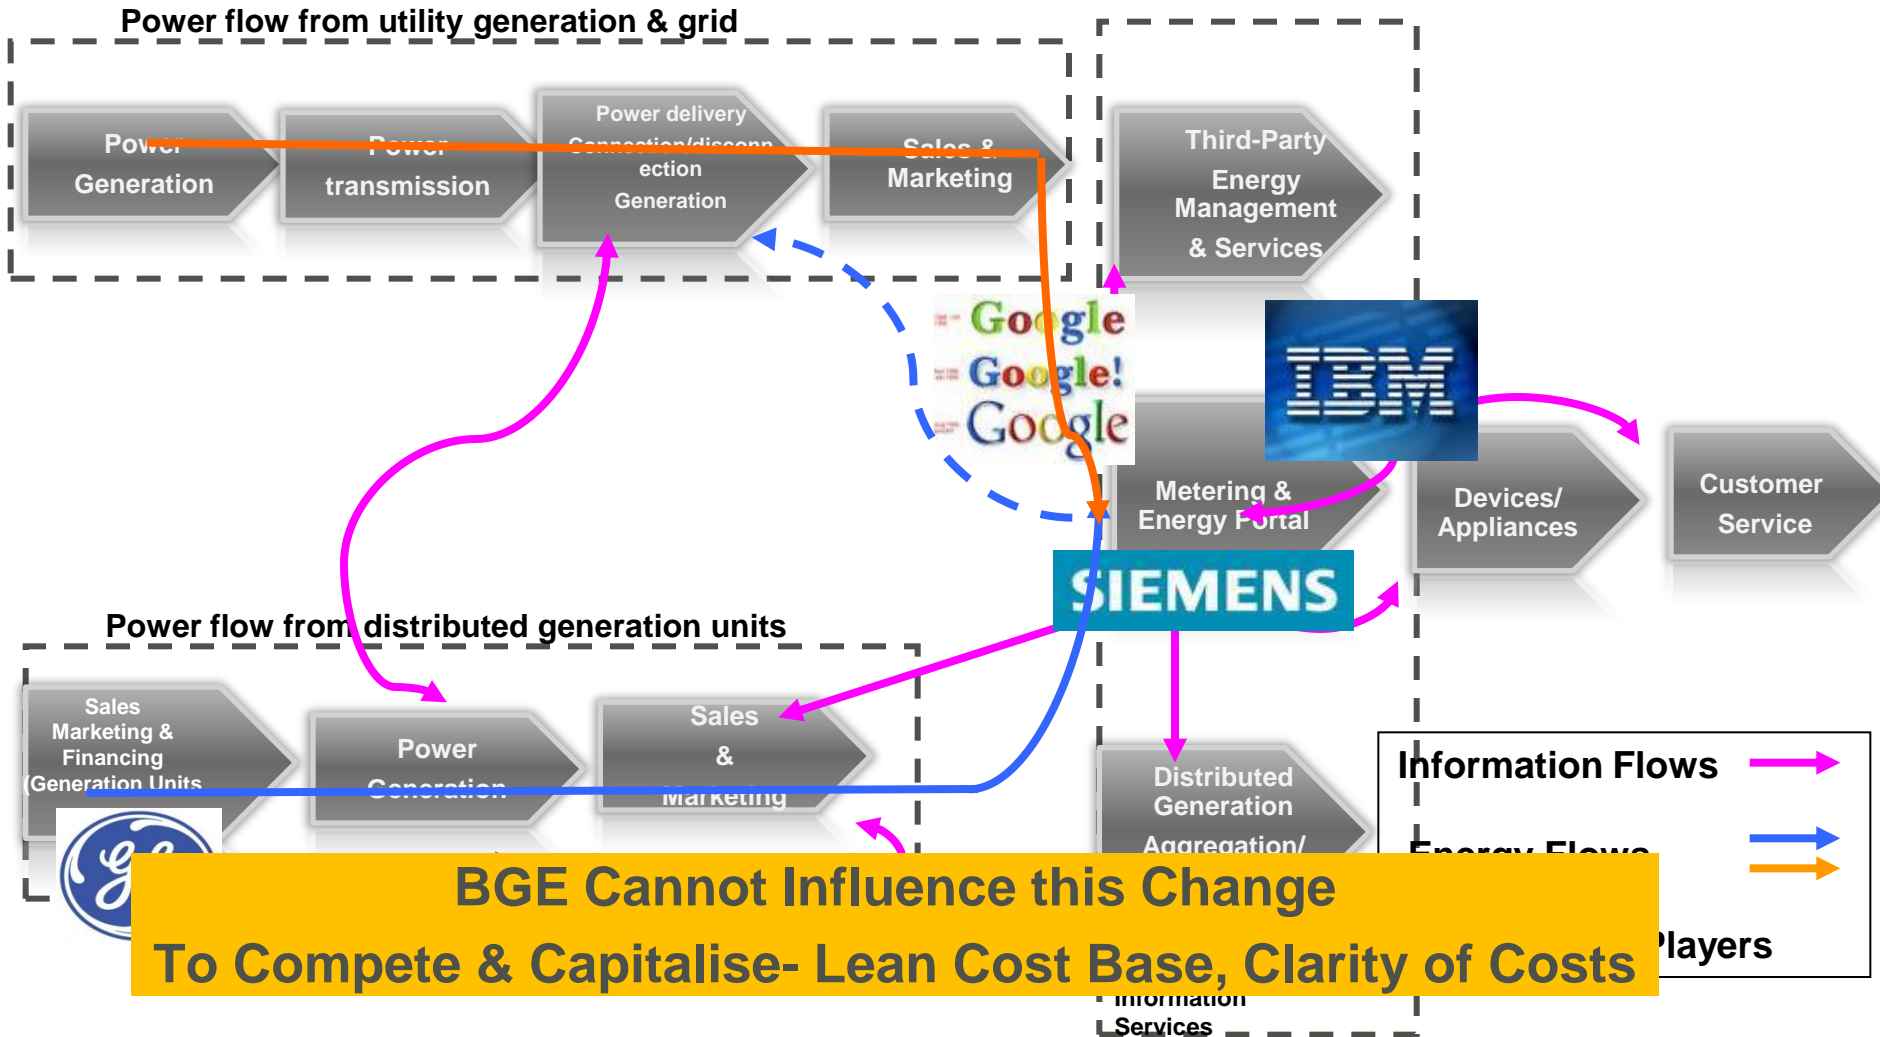 Power flow from utility generation & grid
Power
Generation
Power
transmission
Power delivery
Connection/disconn
ection
Generation
Sales &
Marketing
Third-Party
Energy
Management
& Services
Google
Google!
Google
IBM
Metering &
Energy Portal
Devices/
Appliances
Customer
Service
SIEMENS
Power flow from distributed generation units
Sales
Marketing &
Financing
(Generation Units
Power
Generation
Sales
&
Marketing
Distributed
Generation
Aggregation/
Information
Services
Information Flows
Energy Flows
Players
GE
BGE Cannot Influence this Change
To Compete & Capitalise- Lean Cost Base, Clarity of Costs